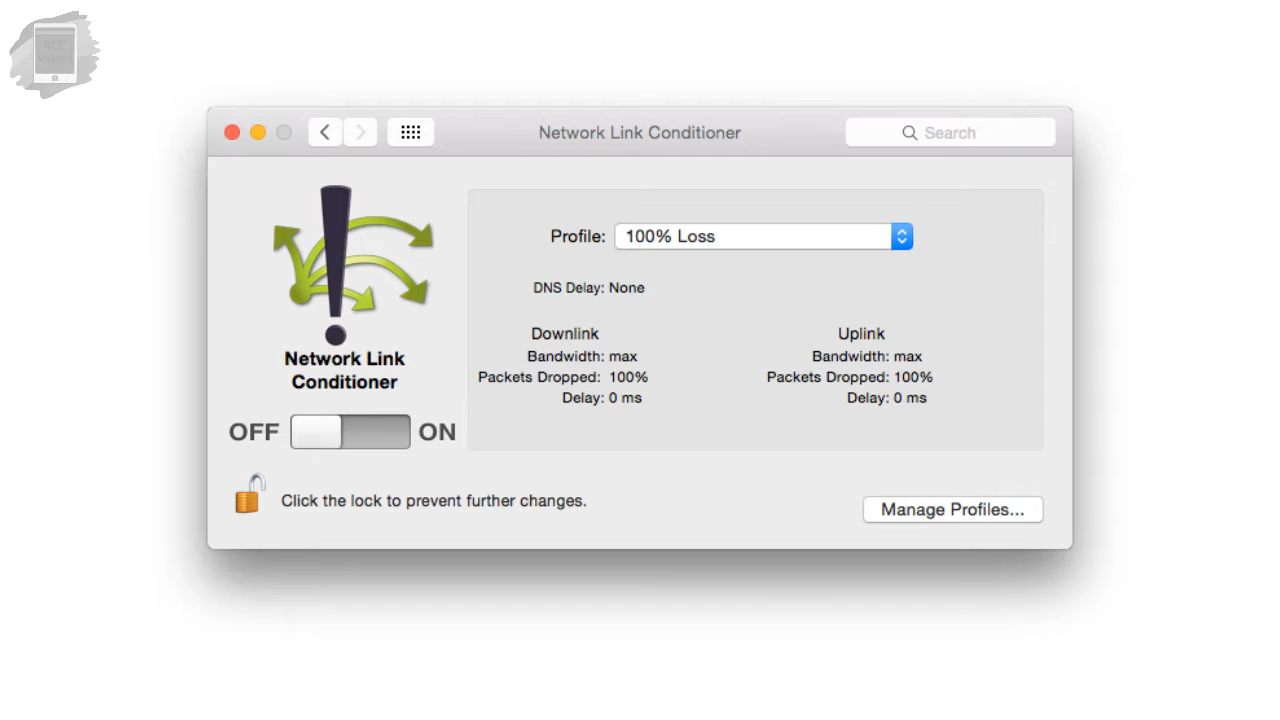 RCC
Videos
Network Link Conditioner
Search
Profile: 100% Loss
DNS Delay: None
Downlink
Bandwidth: max
Packets Dropped: 100%
Delay: 0 ms
Uplink
Bandwidth: max
Packets Dropped: 100%
Delay: 0 ms
Network Link
Conditioner
OFF ON
Click the lock to prevent further changes.
Manage Profiles...